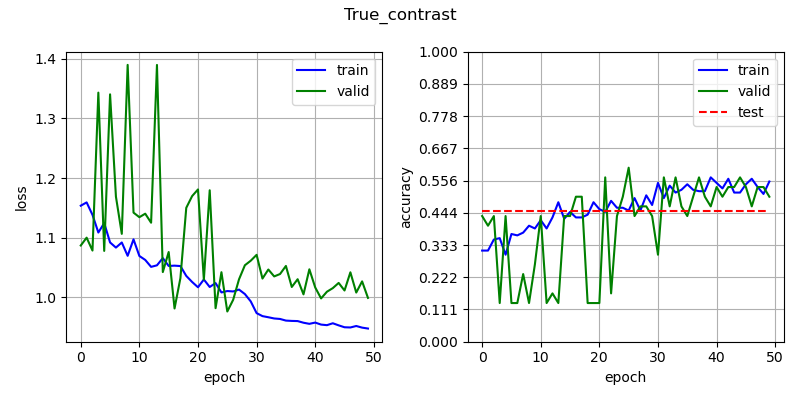 True_contrast
1.4
1.3
1.2
1.1
1.0
loss
0 10 20 30 40 50
epoch
train
valid
1.000
0.889
0.778
0.667
0.556
0.444
0.333
0.222
0.111
0.000
accuracy
0 10 20 30 40 50
epoch
train
valid
test